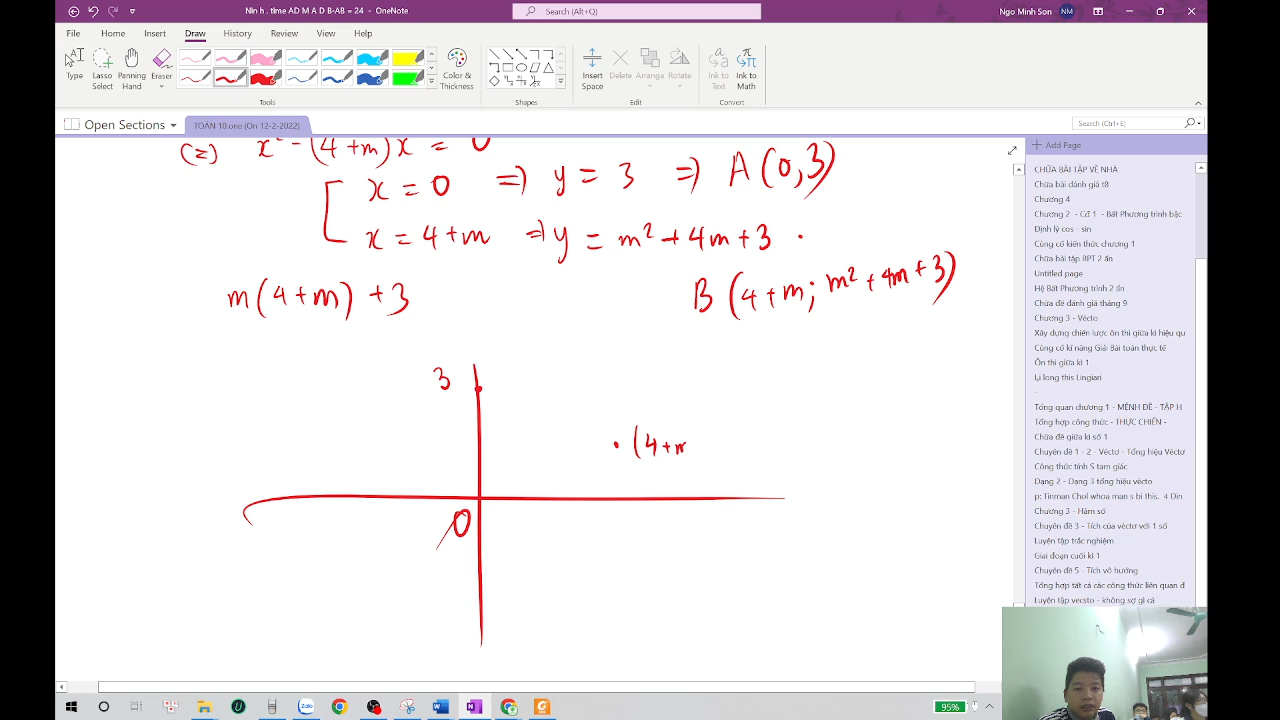 Nln h . tlme AD M A D B-AB = 24 - OneNote
Search (Alt+Q)
Ngo Minh Son NM
File Home Insert Draw History Review View Help
Type Lasso Select Panning Hand Eraser Color & Thickness Insert Space Delete Arrange Rotate Ink to Text Ink to Math
Tools Shapes Edit Convert
Open Sections TOÁN 10.one (On 12-2-2022) Search (Ctrl+E)
(2) x² - (4+m)x = 0
x = 0 => y = 3 => A(0,3)
x = 4+m => y = m² + 4m + 3 .
m(4+m) + 3 B(4+m; m² + 4m + 3)
3
(4+m
0
Add Page
CHỮA BÀI TẬP VỀ NHÀ
Chữa bài đánh giá t8
Chương 4
Chương 2 - Cđ 1 - Bất Phương trình bậc
Định lý cos - sin
Củng cố kiến thức chương 1
Chữa bài tập BPT 2 ẩn
Untitled page
Hệ Bất Phương trình 2 ẩn
Chữa đề đánh giá tháng 9
Chương 3 - Véctơ
Xây dựng chiến lược ôn thi giữa kì hiệu qu
Củng cố kĩ năng Giải Bài toán thực tế
Ôn thi giữa kì 1
Tổng quan chương 1 - MỆNH ĐỀ - TẬP H
Tổng hợp công thức - THỰC CHIẾN -
Chữa đề giữa kì số 1
Chuyên đề 1 - 2 - Véctơ - Tổng hiệu Véctơ
Công thức tính S tam giác
Dạng 2 - Dạng 3 tổng hiệu véctơ
p: Tinman Chol whoa man s bi this. 4 Din
Chương 3 - Hàm số
Chuyên đề 3 - Tích của véctơ với 1 số
Luyện tập trắc nghiệm
Giai đoạn cuối kì 1
Chuyên đề 5 - Tích vô hướng
Tổng hợp tất cả các công thức liên quan đ
Luyện tập vecsto - không sợ gì cả
Zalo
95%